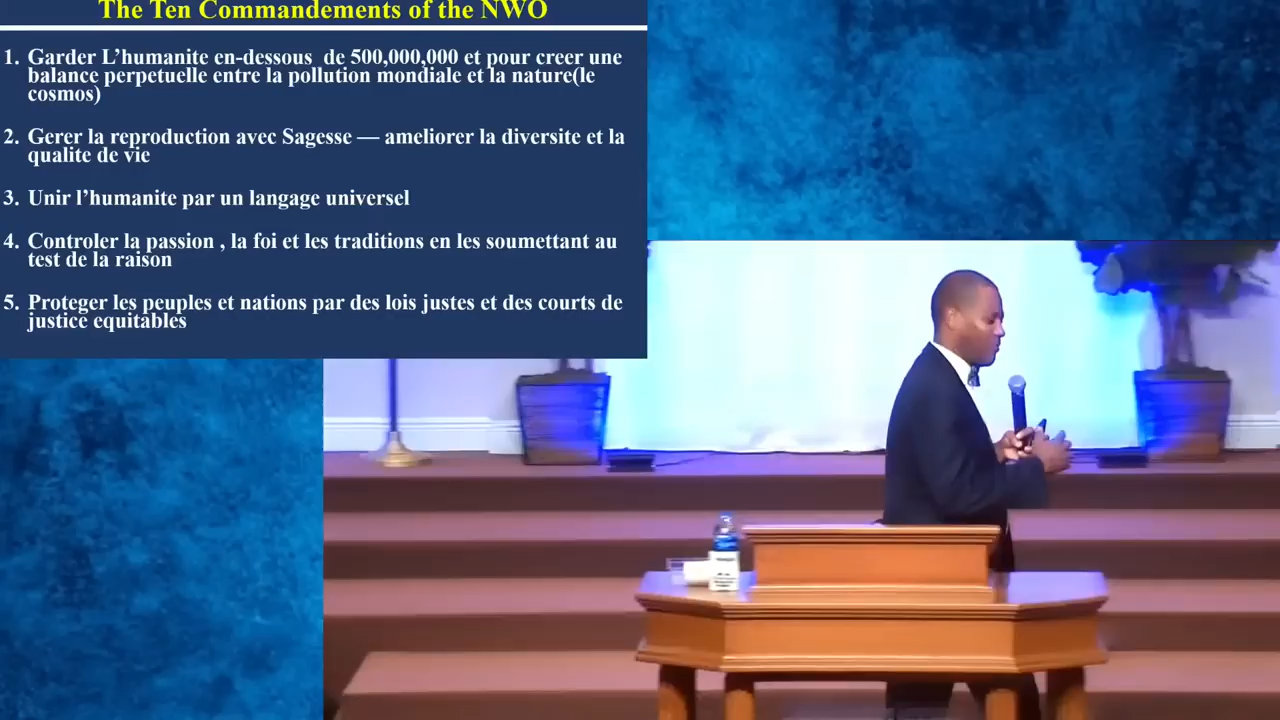 The Ten Commandements of the NWO
1. Garder L'humanite en-dessous de 500,000,000 et pour creer une
balance perpetuelle entre la pollution mondiale et la nature(le
cosmos)
2. Gerer la reproduction avec Sagesse — ameliorer la diversite et la
qualite de vie
3. Unir l'humanite par un langage universel
4. Controler la passion , la foi et les traditions en les soumettant au
test de la raison
5. Proteger les peuples et nations par des lois justes et des courts de
justice equitables